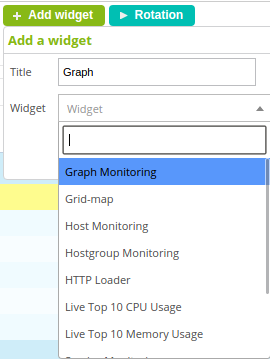 + Add widget ► Rotation
Add a widget
Title Graph
Widget Widget
Graph Monitoring
Grid-map
Host Monitoring
Hostgroup Monitoring
HTTP Loader
Live Top 10 CPU Usage
Live Top 10 Memory Usage